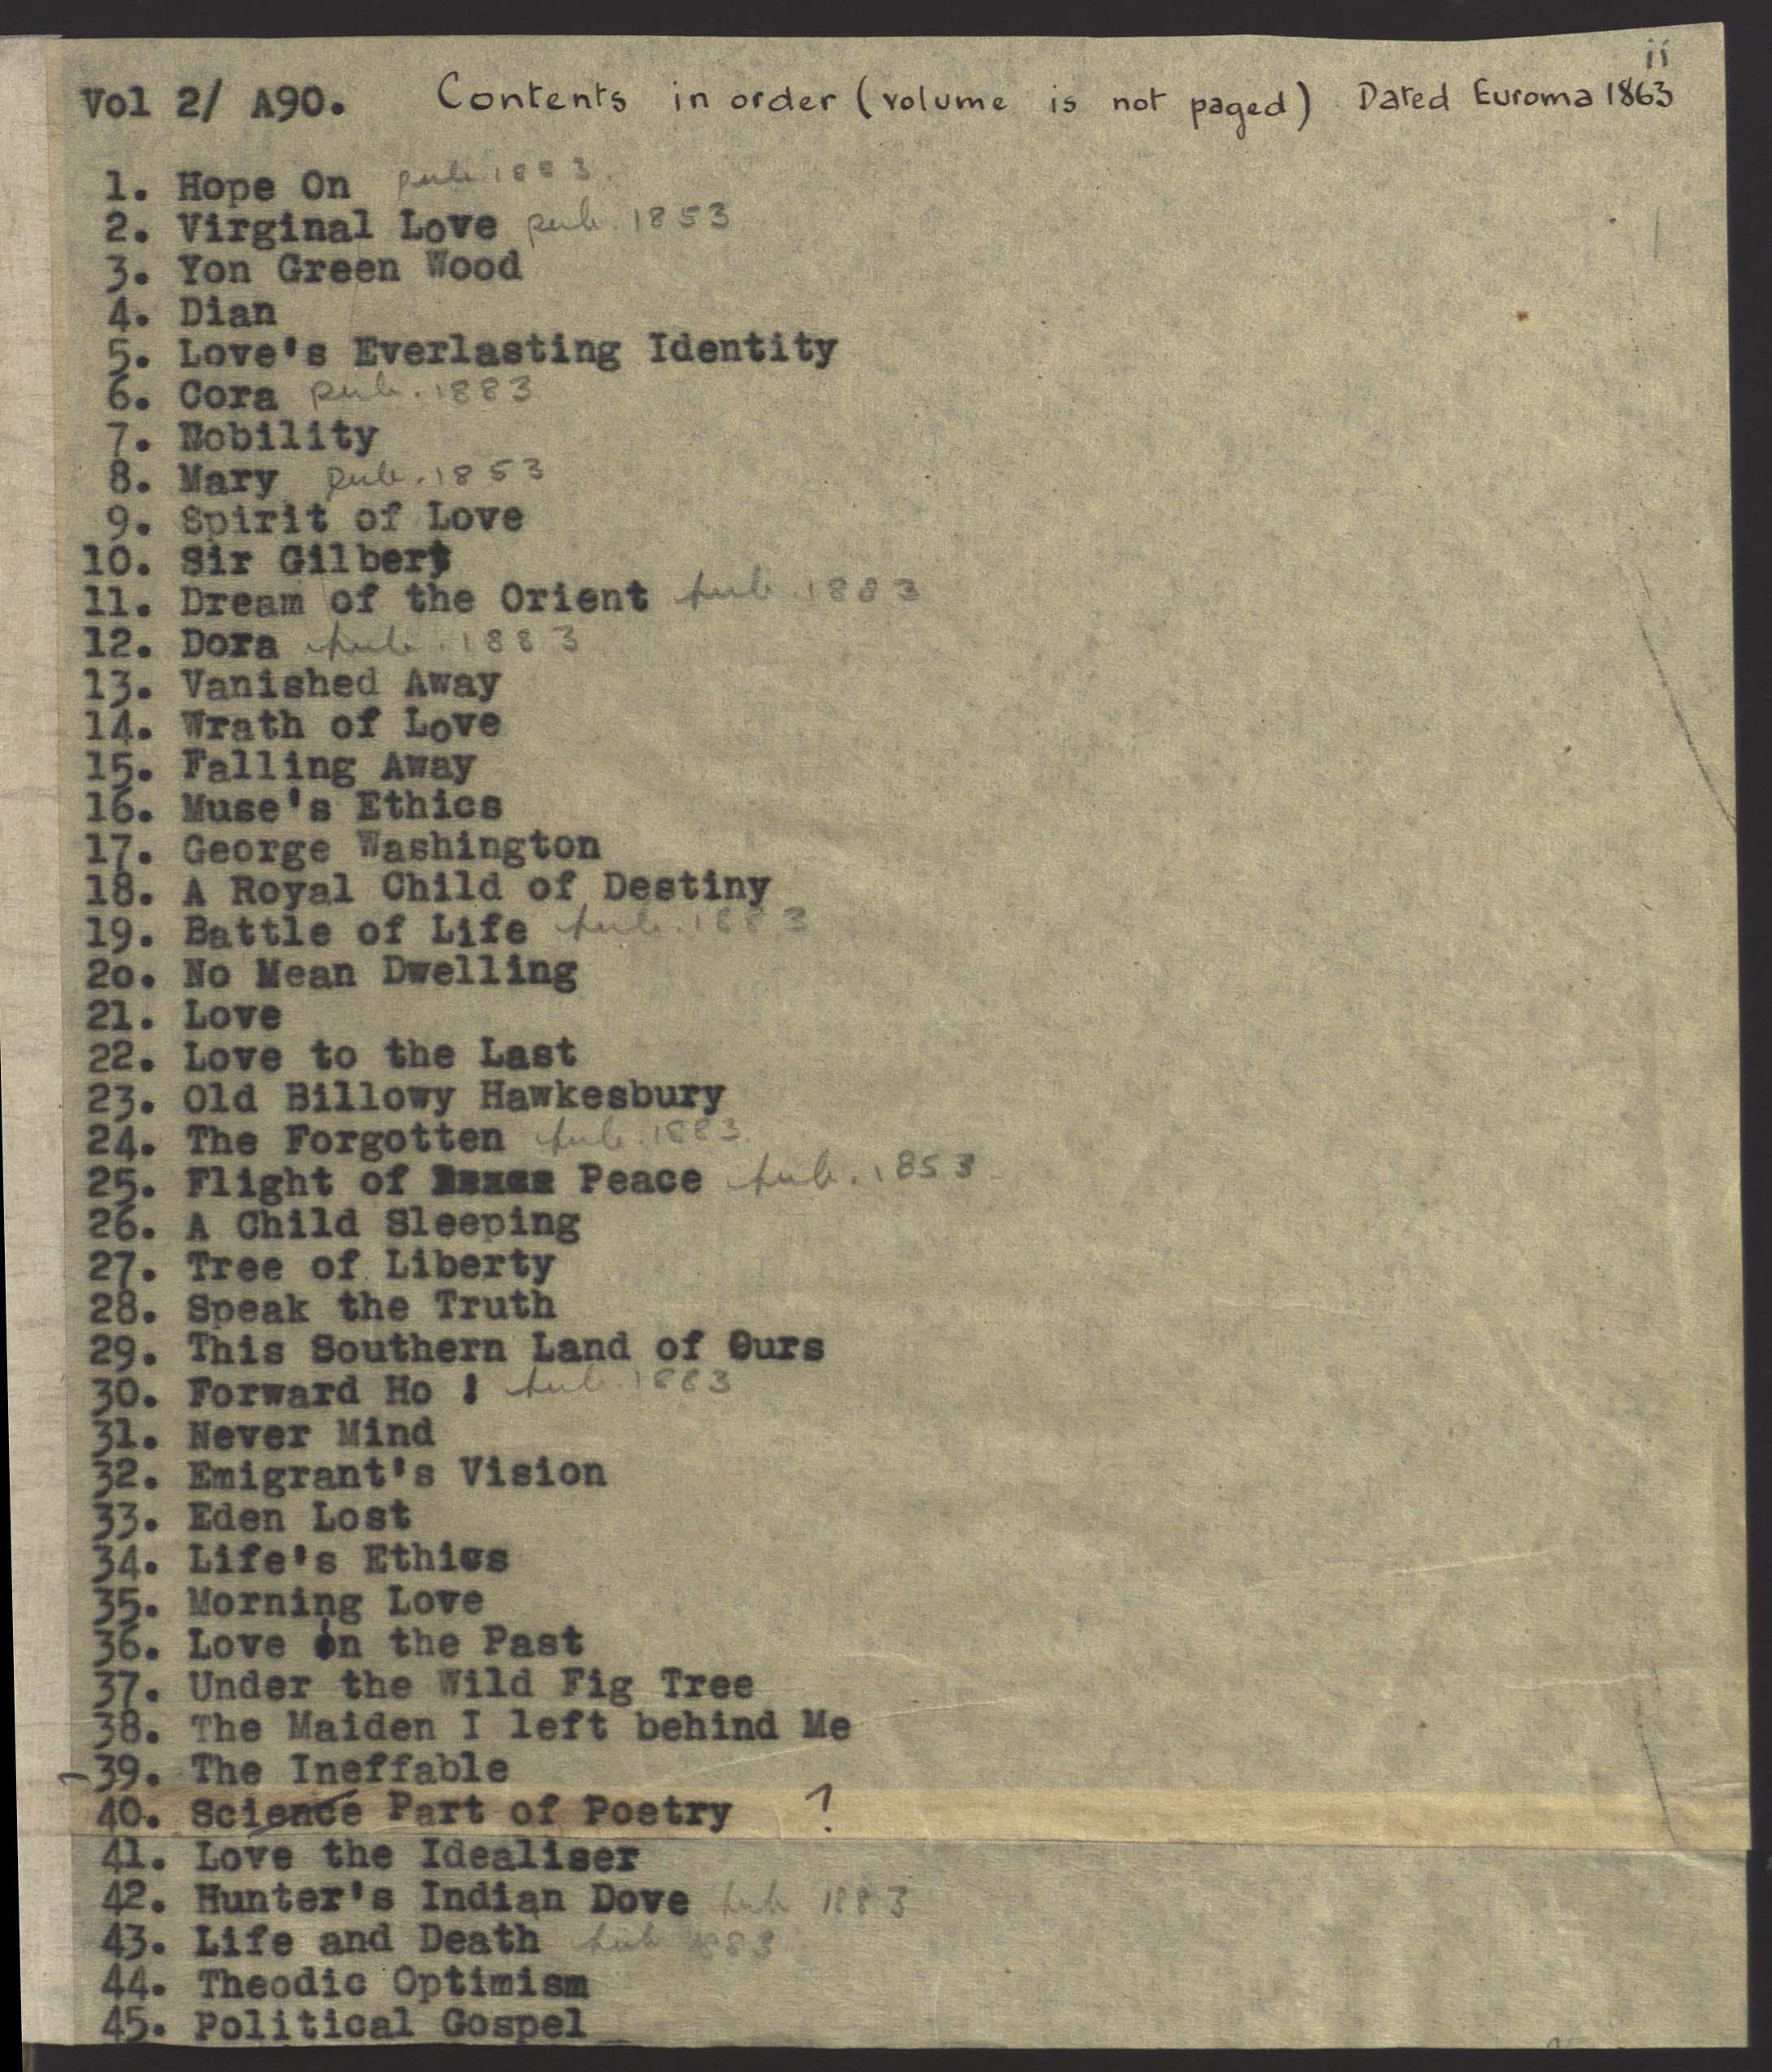 ii
Vol 2/ A90. Contents in order (volume is not paged) Dated Euroma 1863
1. Hope On pub. 1883.
2. Virginal Love pub. 1853
3. Yon Green Wood
4. Dian
5. Love's Everlasting Identity
6. Cora pub. 1883
7. Nobility
8. Mary pub. 1853
9. Spirit of Love
10. Sir Gilbert
11. Dream of the Orient pub. 1883
12. Dora pub. 1883
13. Vanished Away
14. Wrath of Love
15. Falling Away
16. Muse's Ethics
17. George Washington
18. A Royal Child of Destiny
19. Battle of Life pub. 1883
20. No Mean Dwelling
21. Love
22. Love to the Last
23. Old Billowy Hawkesbury
24. The Forgotten pub. 1883.
25. Flight of Peace pub. 1853
26. A Child Sleeping
27. Tree of Liberty
28. Speak the Truth
29. This Southern Land of Ours
30. Forward Ho ! pub. 1883
31. Never Mind
32. Emigrant's Vision
33. Eden Lost
34. Life's Ethics
35. Morning Love
36. Love in the Past
37. Under the Wild Fig Tree
38. The Maiden I left behind Me
39. The Ineffable
40. Science Part of Poetry ?
41. Love the Idealiser
42. Hunter's Indian Dove pub 1883
43. Life and Death pub 1883
44. Theodic Optimism
45. Political Gospel